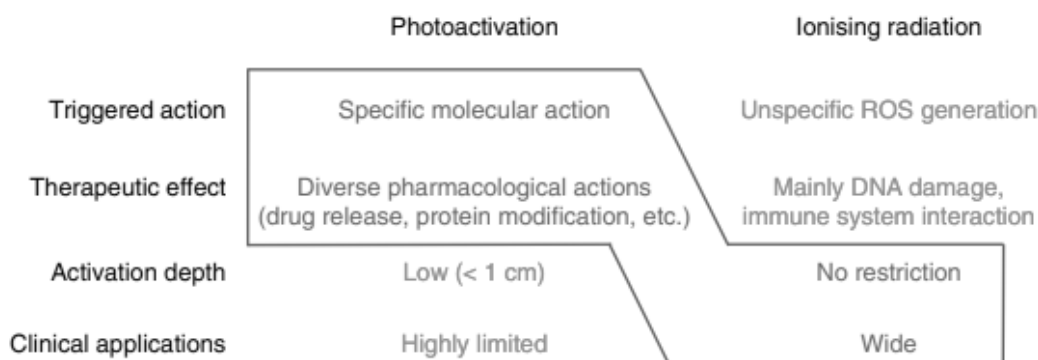 Photoactivation Ionising radiation
Triggered action Specific molecular action Unspecific ROS generation
Therapeutic effect Diverse pharmacological actions Mainly DNA damage,
(drug release, protein modification, etc.) immune system interaction
Activation depth Low (< 1 cm) No restriction
Clinical applications Highly limited Wide